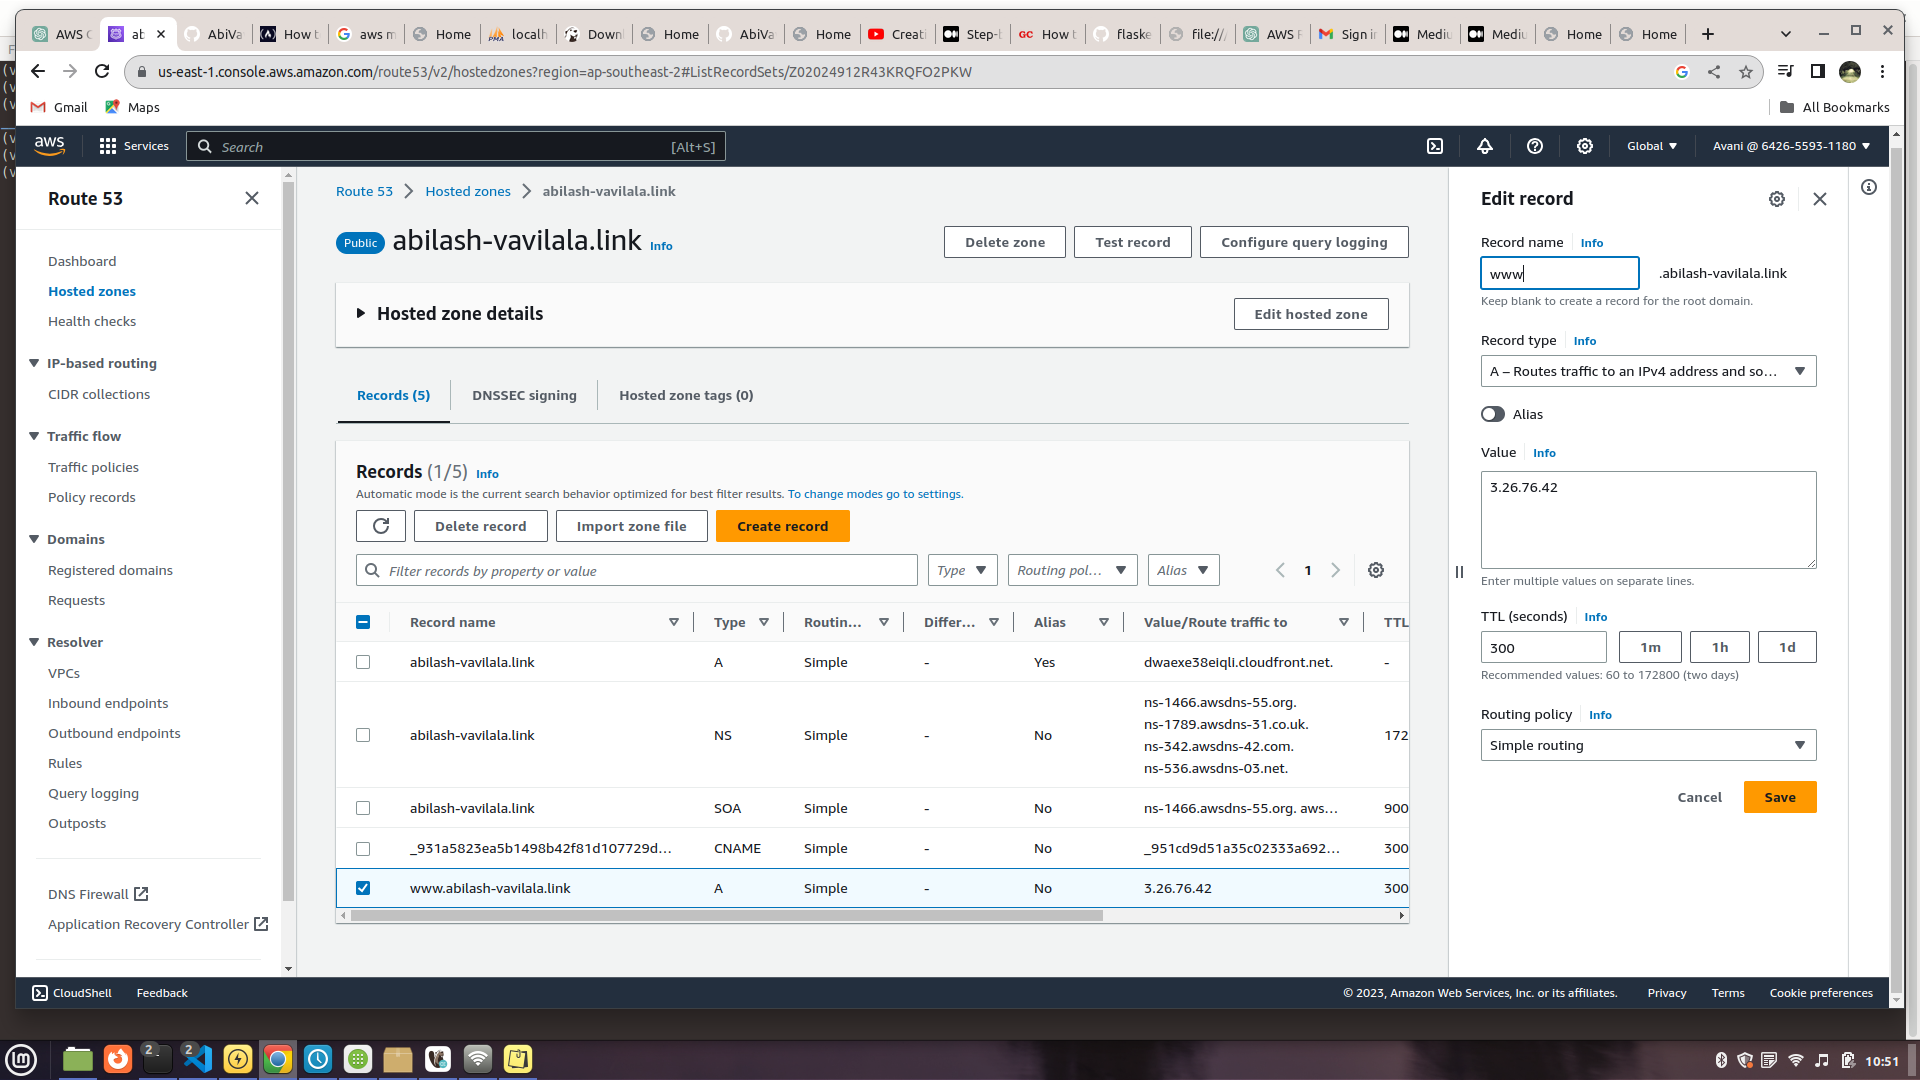 AWS C
ab
AbiVa
How t
aws m
Home
localh
Down
Home
AbiVa
Home
Creati
Step-b
GC How t
flaske
file:///
AWS R
Sign in
Mediu
Mediu
Home
Home
us-east-1.console.aws.amazon.com/route53/v2/hostedzones?region=ap-southeast-2#ListRecordSets/Z02024912R43KRQFO2PKW
Gmail
Maps
All Bookmarks
aws
Services
Search
[Alt+S]
Global
Avani @ 6426-5593-1180
Route 53
Dashboard
Hosted zones
Health checks
IP-based routing
CIDR collections
Traffic flow
Traffic policies
Policy records
Domains
Registered domains
Requests
Resolver
VPCs
Inbound endpoints
Outbound endpoints
Rules
Query logging
Outposts
DNS Firewall
Application Recovery Controller
Route 53
Hosted zones
abilash-vavilala.link
Public
abilash-vavilala.link Info
Delete zone
Test record
Configure query logging
Hosted zone details
Edit hosted zone
Records (5)
DNSSEC signing
Hosted zone tags (0)
Records (1/5) Info
Automatic mode is the current search behavior optimized for best filter results. To change modes go to settings.
Delete record
Import zone file
Create record
Filter records by property or value
Type
Routing pol...
Alias
1
Record name Type Routin... Differ... Alias Value/Route traffic to TTL
abilash-vavilala.link A Simple - Yes dwaexe38eiqli.cloudfront.net. -
abilash-vavilala.link NS Simple - No ns-1466.awsdns-55.org. 172
ns-1789.awsdns-31.co.uk.
ns-342.awsdns-42.com.
ns-536.awsdns-03.net.
abilash-vavilala.link SOA Simple - No ns-1466.awsdns-55.org. aws... 900
_931a5823ea5b1498b42f81d107729d... CNAME Simple - No _951cd9d51a35c02333a692... 300
www.abilash-vavilala.link A Simple - No 3.26.76.42 300
Edit record
Record name Info
www .abilash-vavilala.link
Keep blank to create a record for the root domain.
Record type Info
A – Routes traffic to an IPv4 address and so...
Alias
Value Info
3.26.76.42
Enter multiple values on separate lines.
TTL (seconds) Info
300 1m 1h 1d
Recommended values: 60 to 172800 (two days)
Routing policy Info
Simple routing
Cancel
Save
CloudShell
Feedback
© 2023, Amazon Web Services, Inc. or its affiliates.
Privacy
Terms
Cookie preferences
2
2
10:51